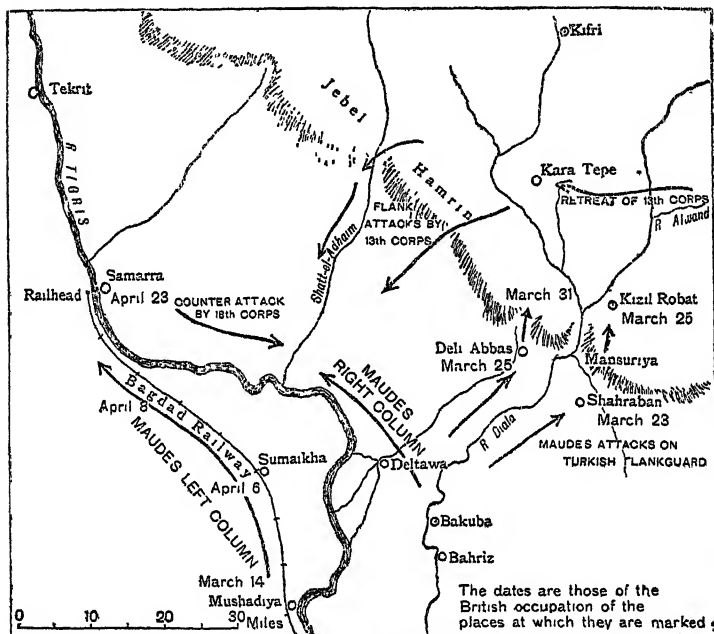 Kifri
Tekrit
Jebel
Hamrin
R TIGRIS
Kara Tepe
RETREAT OF 13th CORPS
R Alwand
FLANK
ATTACKS BY
13th CORPS
Shatt-el-Adhaim
Samarra
Railhead
April 23
COUNTER ATTACK
BY 18th CORPS
March 31
Kizil Robat
March 25
Deli Abbas
March 25
Mansuriya
MAUDES
RIGHT COLUMN
Shahraban
March 23
Bagdad Railway
April 8
MAUDES LEFT COLUMN
R Diala
MAUDES ATTACKS ON
TURKISH FLANKGUARD
Sumaikha
April 6
Deltawa
Bakuba
Bahriz
March 14
Mushadiya
Miles
0 10 20 30
The dates are those of the
British occupation of the
places at which they are marked